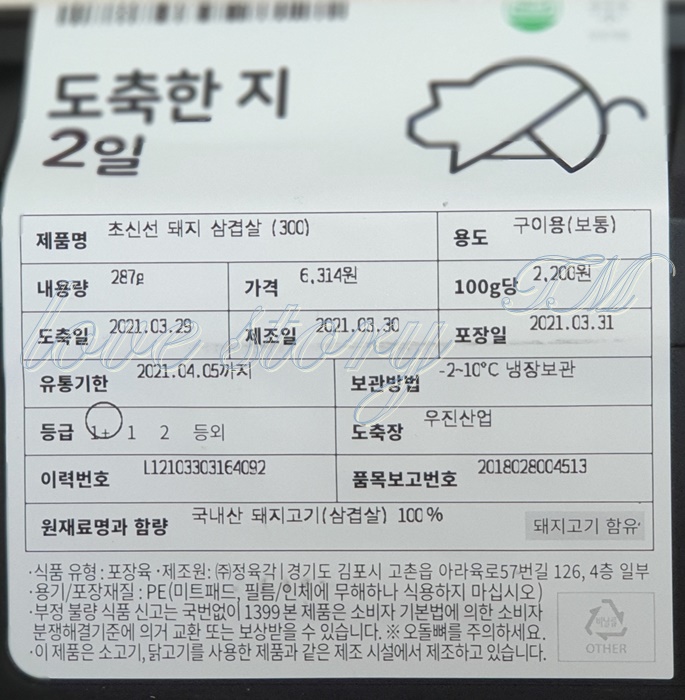 도축한 지
2일
제품명 초신선 돼지 삼겹살 (300) 용도 구이용(보통)
내용량 287g 가격 6,314원 100g당 2,200원
도축일 2021.03.29 제조일 2021.03.30 포장일 2021.03.31
유통기한 2021.04.05까지 보관방법 -2~10°C 냉장보관
등급 1+ 1 2 등외 도축장 우진산업
이력번호 L12103303164092 품목보고번호 2018028004513
원재료명과 함량 국내산 돼지고기(삼겹살) 100% 돼지고기 함유
·식품 유형 : 포장육 ·제조원: ㈜정육각 | 경기도 김포시 고촌읍 아라육로57번길 126, 4층 일부
·용기/포장재질 : PE(미트패드, 필름/인체에 무해하나 식용하지 마십시오)
·부정 불량 식품 신고는 국번없이 1399 본 제품은 소비자 기본법에 의한 소비자
분쟁해결기준에 의거 교환 또는 보상받을 수 있습니다. ※ 오돌뼈를 주의하세요.
·이 제품은 소고기, 닭고기를 사용한 제품과 같은 제조 시설에서 제조하고 있습니다.
OTHER
love story TM